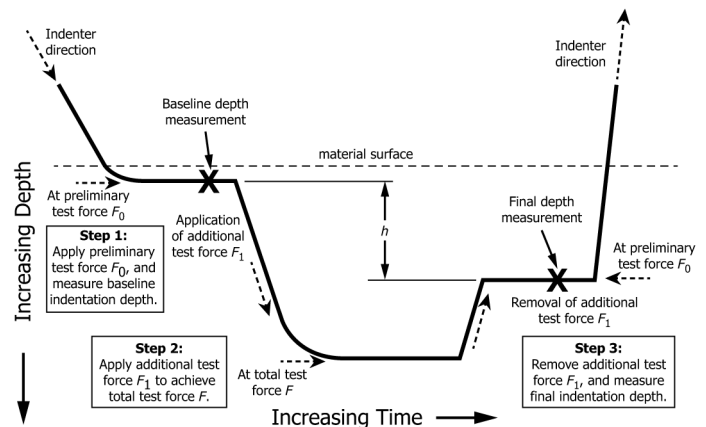 Indenter
direction
Indenter
direction
Baseline depth
measurement
material surface
At preliminary
test force F₀
Application
of additional
test force F₁
h
Final depth
measurement
At preliminary
test force F₀
Step 1:
Apply preliminary
test force F₀, and
measure baseline
indentation depth.
Removal of additional
test force F₁
Step 2:
Apply additional test
force F₁ to achieve
total test force F.
At total test
force F
Step 3:
Remove additional test
force F₁, and measure
final indentation depth.
Increasing Depth
Increasing Time